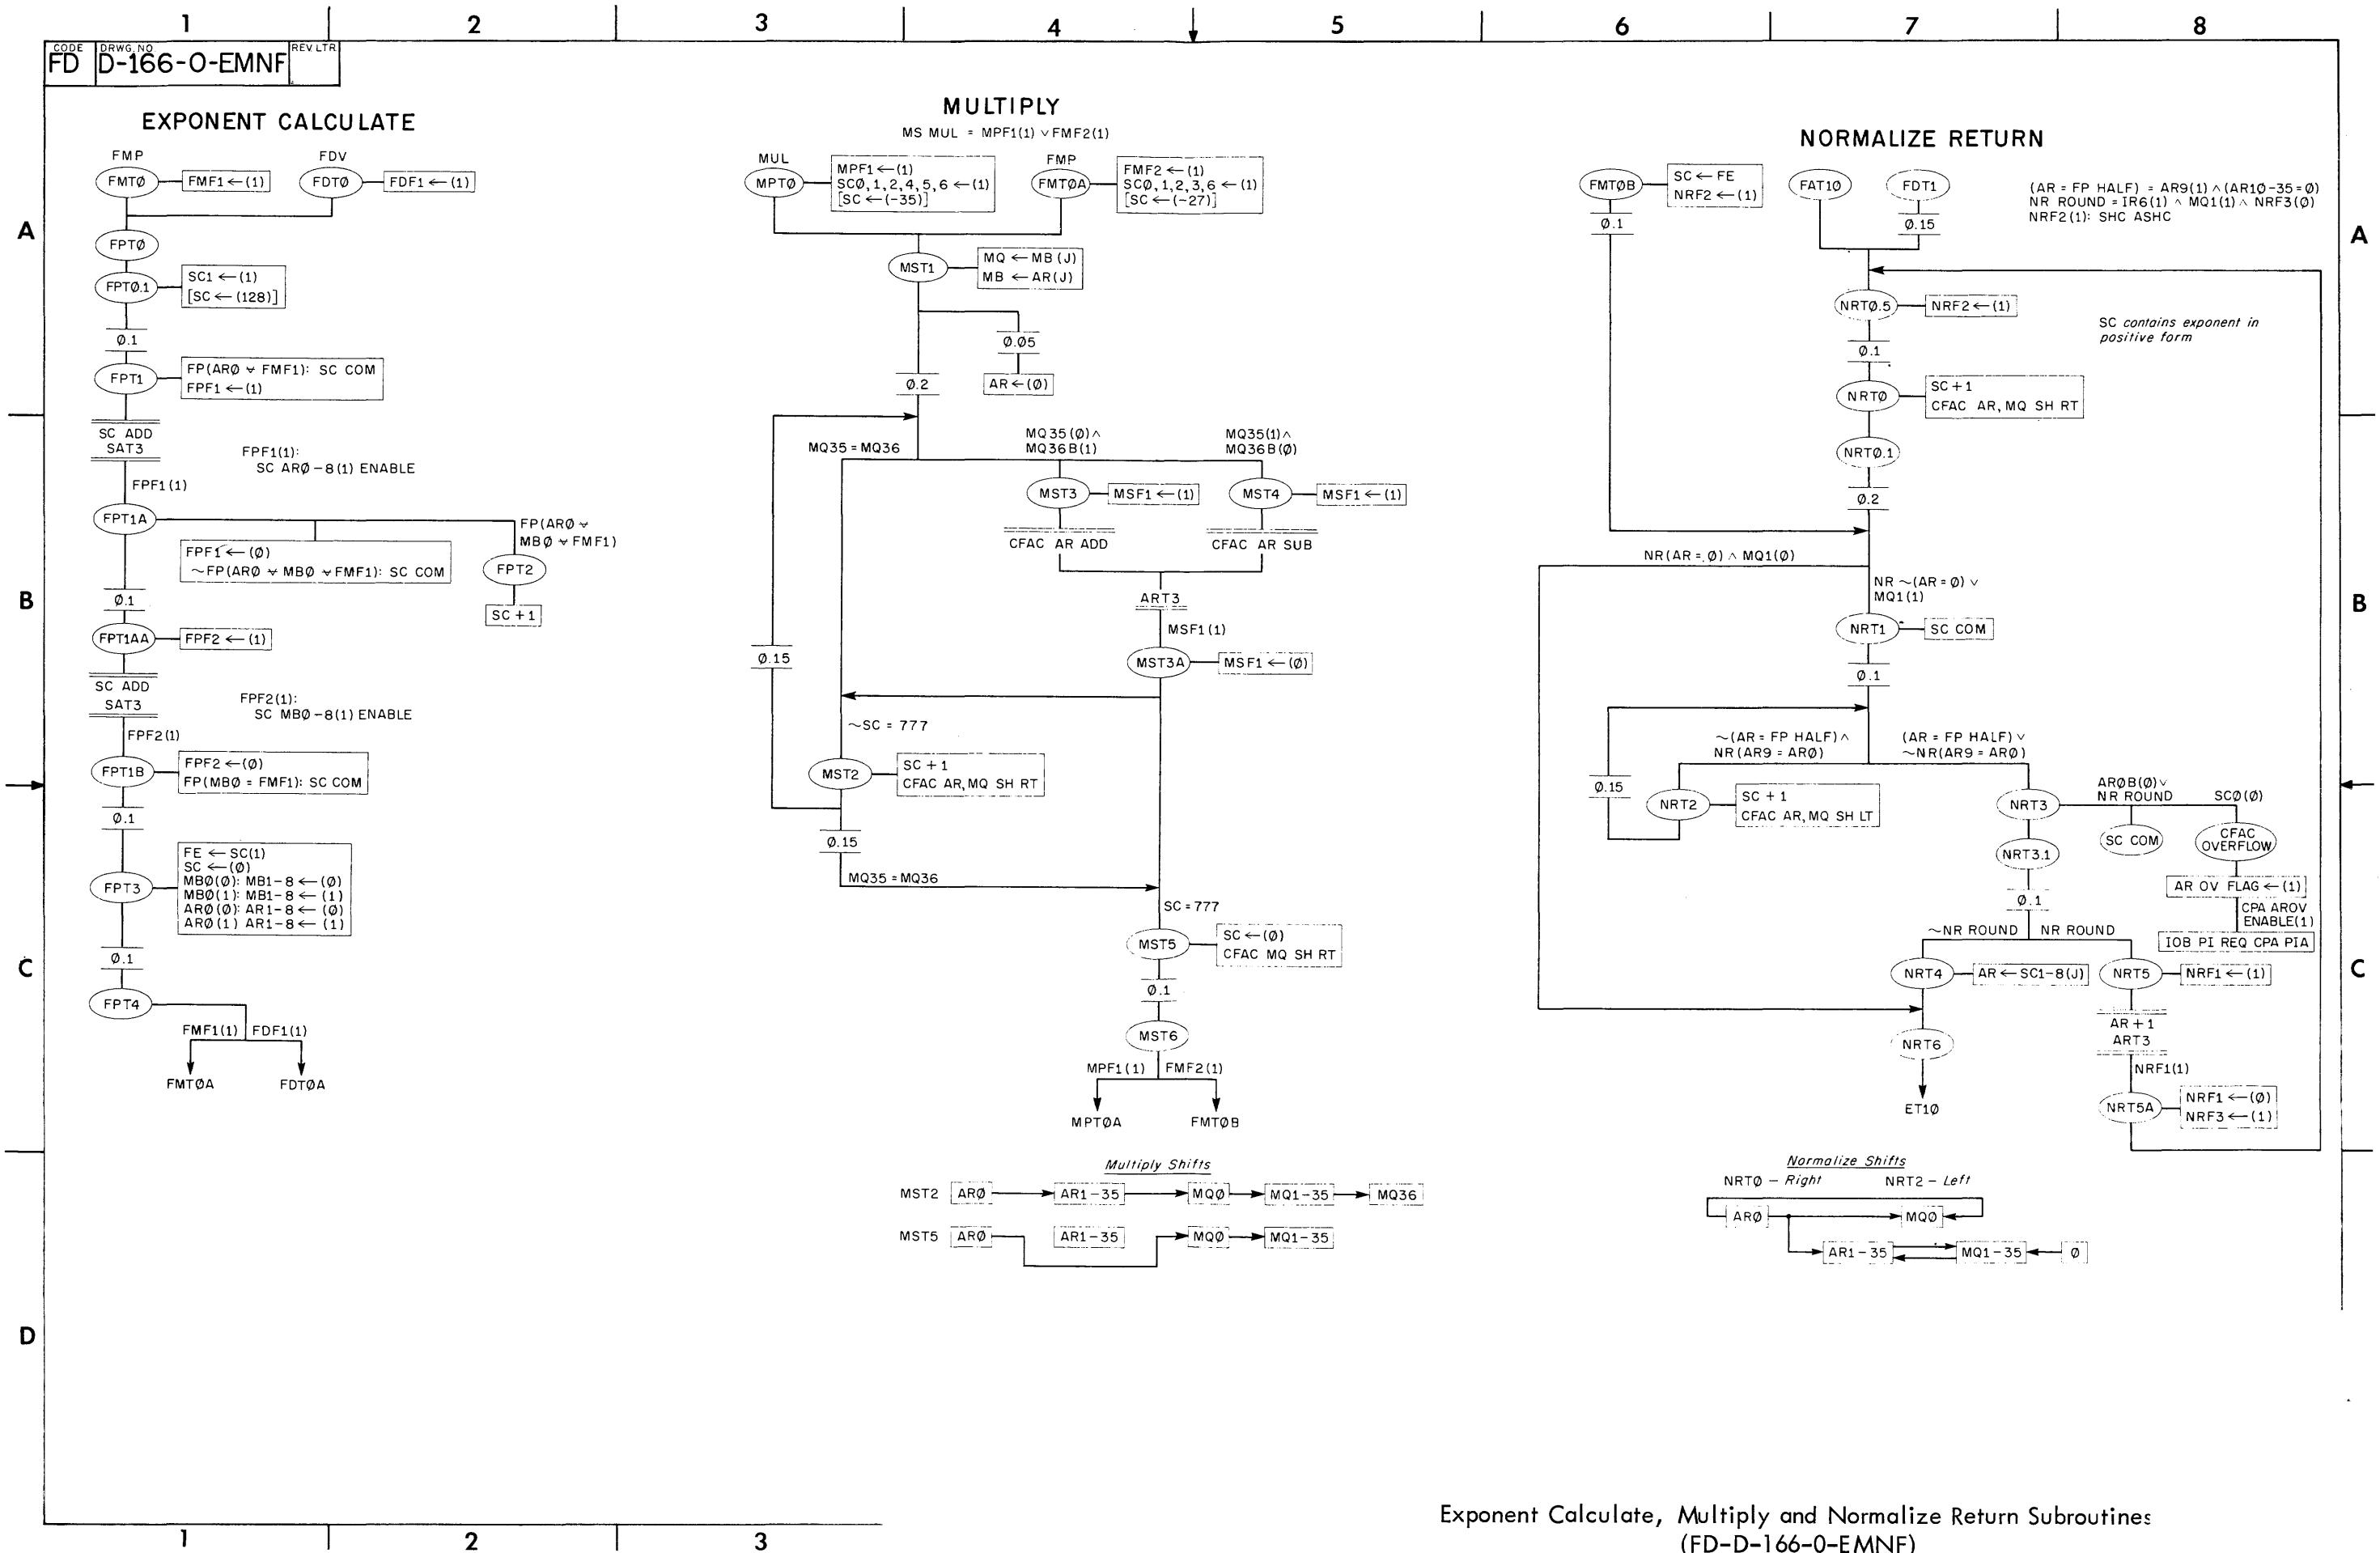 1 2 3 4 5 6 7 8
CODE DRWG. NO REV LTR
FD D-166-O-EMNF
A
B
C
D
EXPONENT CALCULATE
FMP FDV
FMTØ FMF1 ←(1) FDTØ FDF1 ←(1)
FPTØ
FPTØ.1
SC1 ←(1)
[SC ←(128)]
Ø.1
FPT1
FP(ARØ ⩒ FMF1): SC COM
FPF1 ←(1)
SC ADD
SAT3
FPF1(1):
SC ARØ-8(1) ENABLE
FPF1(1)
FPT1A
FPF1 ←(Ø)
~FP(ARØ ⩒ MBØ ⩒ FMF1): SC COM
FP(ARØ ⩒
MBØ ⩒ FMF1)
FPT2
SC +1
Ø.1
FPT1AA FPF2 ←(1)
SC ADD
SAT3
FPF2(1):
SC MBØ-8(1) ENABLE
FPF2(1)
FPT1B
FPF2 ←(Ø)
FP(MBØ = FMF1): SC COM
Ø.1
FPT3
FE ← SC(1)
SC ←(Ø)
MBØ(Ø): MB1-8 ←(Ø)
MBØ(1): MB1-8 ←(1)
ARØ(Ø): AR1-8 ←(Ø)
ARØ(1) AR1-8 ←(1)
Ø.1
FPT4
FMF1(1) FDF1(1)
FMTØA FDTØA
MULTIPLY
MS MUL = MPF1(1) ∨ FMF2(1)
MUL FMP
MPTØ
MPF1 ←(1)
SCØ,1,2,4,5,6 ←(1)
[SC ←(-35)]
FMTØA
FMF2 ←(1)
SCØ,1,2,3,6 ←(1)
[SC ←(-27)]
MST1
MQ ← MB(J)
MB ← AR(J)
Ø.Ø5
Ø.2 AR ←(Ø)
MQ35 = MQ36
MQ35(Ø)∧
MQ36B(1)
MQ35(1)∧
MQ36B(Ø)
MST3 MSF1 ←(1) MST4 MSF1 ←(1)
CFAC AR ADD CFAC AR SUB
ART3
MSF1(1)
Ø.15
MST3A MSF1 ←(Ø)
~SC = 777
MST2
SC +1
CFAC AR,MQ SH RT
Ø.15
MQ35 = MQ36
SC = 777
MST5
SC ←(Ø)
CFAC MQ SH RT
Ø.1
MST6
MPF1(1) FMF2(1)
MPTØA FMTØB
Multiply Shifts
MST2 ARØ AR1-35 MQØ MQ1-35 MQ36
MST5 ARØ AR1-35 MQØ MQ1-35
NORMALIZE RETURN
FMTØB
SC ← FE
NRF2 ←(1)
FAT1Ø FDT1
(AR = FP HALF) = AR9(1) ∧ (AR1Ø-35=Ø)
NR ROUND = IR6(1) ∧ MQ1(1) ∧ NRF3(Ø)
NRF2(1): SHC ASHC
Ø.1 Ø.15
NRTØ.5 NRF2 ←(1)
SC contains exponent in
positive form
Ø.1
NRTØ
SC +1
CFAC AR,MQ SH RT
NRTØ.1
Ø.2
NR(AR = Ø) ∧ MQ1(Ø)
NR ~(AR = Ø) ∨
MQ1(1)
NRT1 SC COM
Ø.1
~(AR = FP HALF)∧
NR(AR9 = ARØ)
(AR = FP HALF) ∨
~NR(AR9 = ARØ)
Ø.15
NRT2
SC +1
CFAC AR,MQ SH LT
NRT3
ARØB(Ø)∨
NR ROUND
SCØ(Ø)
SC COM
CFAC
OVERFLOW
NRT3.1
AR OV FLAG ←(1)
Ø.1
CPA AROV
ENABLE(1)
IOB PI REQ CPA PIA
~NR ROUND NR ROUND
NRT4 AR ← SC1-8(J) NRT5 NRF1 ←(1)
AR +1
ART3
NRT6
NRF1(1)
ET1Ø
NRT5A
NRF1 ←(Ø)
NRF3 ←(1)
Normalize Shifts
NRTØ - Right NRT2 - Left
ARØ MQØ
AR1-35 MQ1-35 Ø
A
B
C
1 2 3
Exponent Calculate, Multiply and Normalize Return Subroutines
(FD-D-166-0-EMNF)